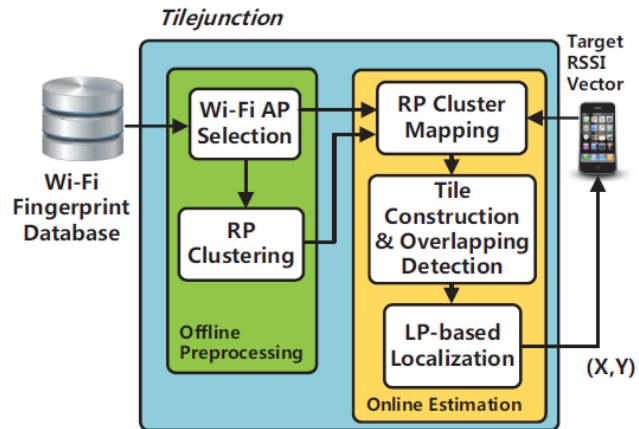 Tilejunction
Target
RSSI
Vector
Wi-Fi AP
Selection
RP Cluster
Mapping
Wi-Fi
Fingerprint
Database
RP
Clustering
Tile
Construction
& Overlapping
Detection
Offline
Preprocessing
LP-based
Localization
(X,Y)
Online Estimation